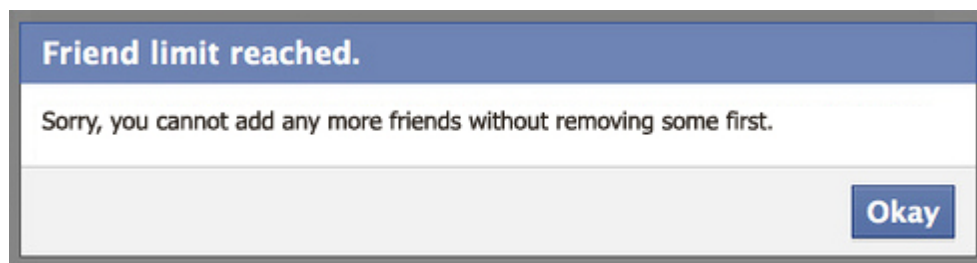 Friend limit reached.
Sorry, you cannot add any more friends without removing some first.
Okay